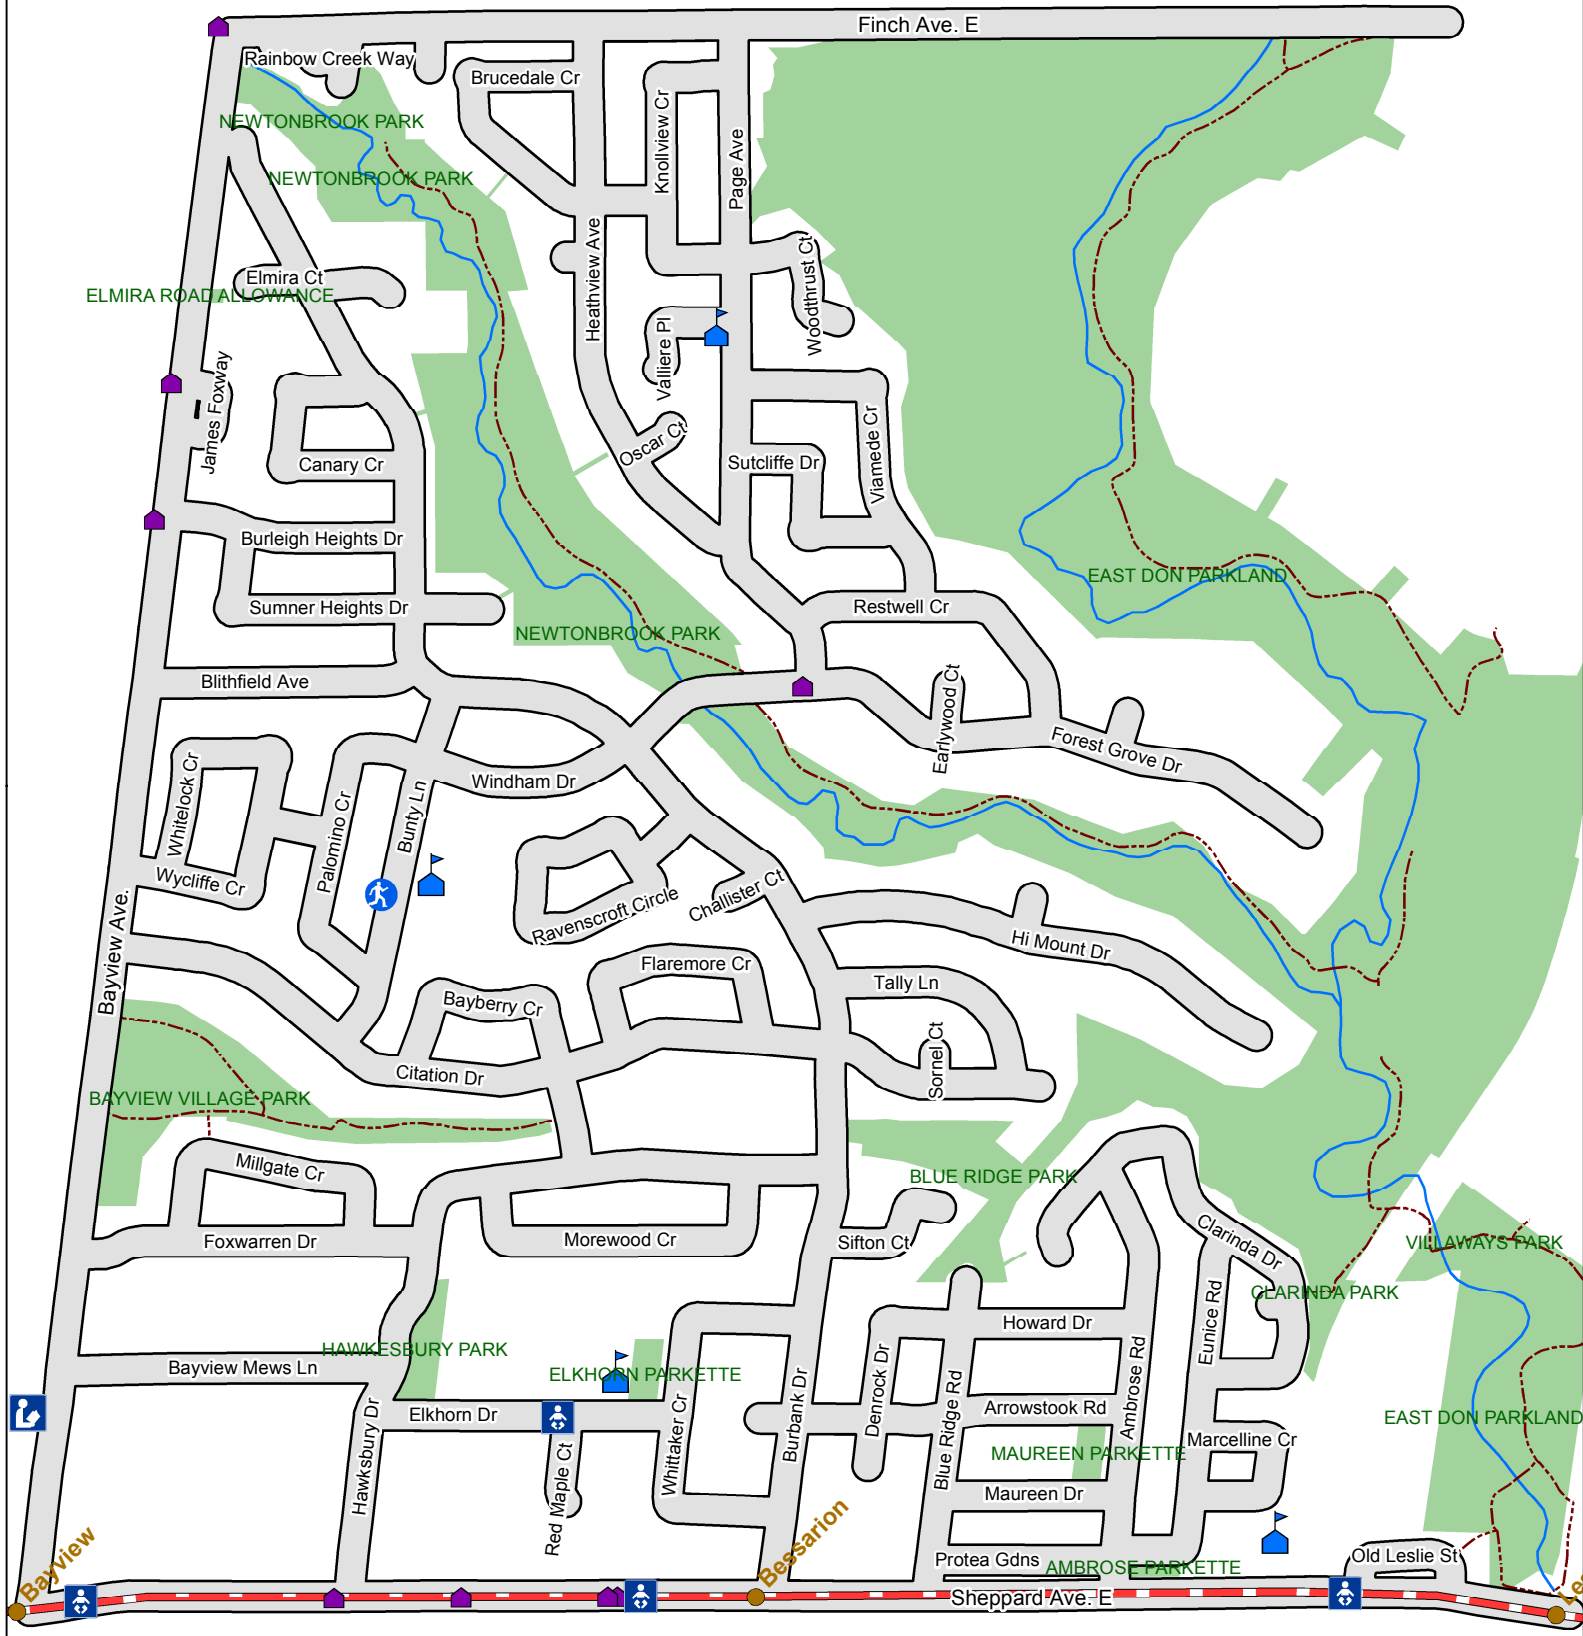 Finch Ave. E
Rainbow Creek Way
Brucedale Cr
NEWTONBROOK PARK
Knollview Cr
Page Ave
NEWTONBROOK PARK
Heathview Ave
Woodthrust Ct
Elmira Ct
ELMIRA ROAD ALLOWANCE
Valliere Pl
James Foxway
Oscar Ct
Viamede Cr
Canary Cr
Sutcliffe Dr
Burleigh Heights Dr
EAST DON PARKLAND
Sumner Heights Dr
Restwell Cr
NEWTONBROOK PARK
Blithfield Ave
Earlywood Ct
Forest Grove Dr
Windham Dr
Whitelock Cr
Palomino Cr
Bunty Ln
Wycliffe Cr
Ravenscroft Circle
Challister Ct
Bayview Ave.
Hi Mount Dr
Flaremore Cr
Tally Ln
Bayberry Cr
Sornel Ct
Citation Dr
BAYVIEW VILLAGE PARK
Millgate Cr
BLUE RIDGE PARK
Foxwarren Dr
Morewood Cr
Sifton Ct
Clarinda Dr
VILLAWAYS PARK
CLARINDA PARK
Eunice Rd
Howard Dr
HAWKESBURY PARK
Bayview Mews Ln
ELKHORN PARKETTE
Ambrose Rd
Denrock Dr
Burbank Dr
Blue Ridge Rd
Arrowstook Rd
Elkhorn Dr
Whittaker Cr
EAST DON PARKLAND
Marcelline Cr
MAUREEN PARKETTE
Hawksbury Dr
Red Maple Ct
Maureen Dr
Bayview
Bessarion
Protea Gdns
AMBROSE PARKETTE
Old Leslie St
Sheppard Ave. E